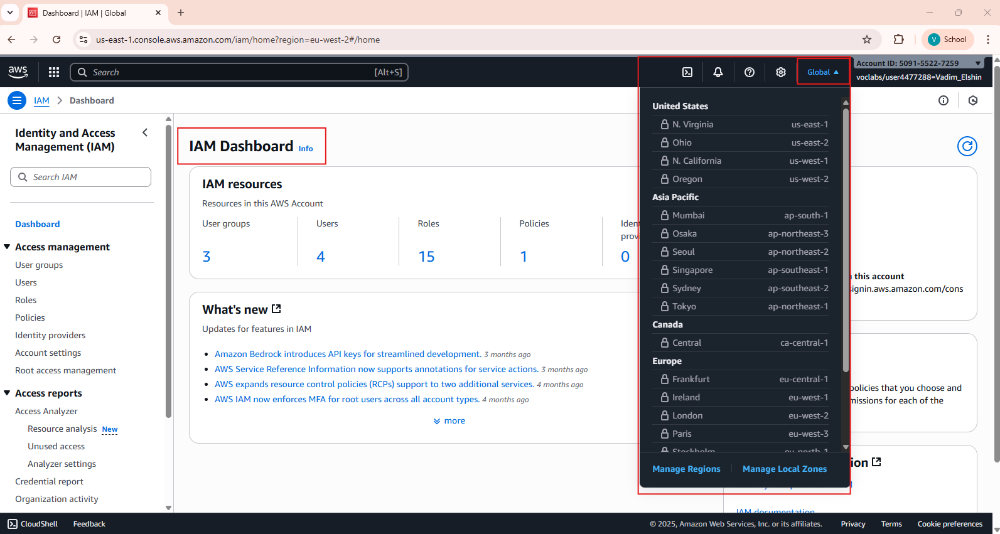 Dashboard | IAM | Global
us-east-1.console.aws.amazon.com/iam/home?region=eu-west-2#/home
V School
aws
Search [Alt+S]
Global
Account ID: 5091-5522-7259
voclabs/user4477288=Vadim_Elshin
IAM
Dashboard
Identity and Access
Management (IAM)
Search IAM
Dashboard
Access management
User groups
Users
Roles
Policies
Identity providers
Account settings
Root access management
Access reports
Access Analyzer
Resource analysis New
Unused access
Analyzer settings
Credential report
Organization activity
IAM Dashboard Info
IAM resources
Resources in this AWS Account
User groups
3
Users
4
Roles
15
Policies
1
0
What's new
Updates for features in IAM
Amazon Bedrock introduces API keys for streamlined development. 3 months ago
AWS Service Reference Information now supports annotations for service actions. 3 months ago
AWS expands resource control policies (RCPs) support to two additional services. 4 months ago
AWS IAM now enforces MFA for root users across all account types. 4 months ago
more
United States
N. Virginia us-east-1
Ohio us-east-2
N. California us-west-1
Oregon us-west-2
Asia Pacific
Mumbai ap-south-1
Osaka ap-northeast-3
Seoul ap-northeast-2
Singapore ap-southeast-1
Sydney ap-southeast-2
Tokyo ap-northeast-1
Canada
Central ca-central-1
Europe
Frankfurt eu-central-1
Ireland eu-west-1
London eu-west-2
Paris eu-west-3
Stockholm eu-north-1
Manage Regions
Manage Local Zones
this account
signin.aws.amazon.com/cons
policies that you choose and
missions for each of the
ion
IAM documentation
CloudShell
Feedback
© 2025, Amazon Web Services, Inc. or its affiliates.
Privacy
Terms
Cookie preferences